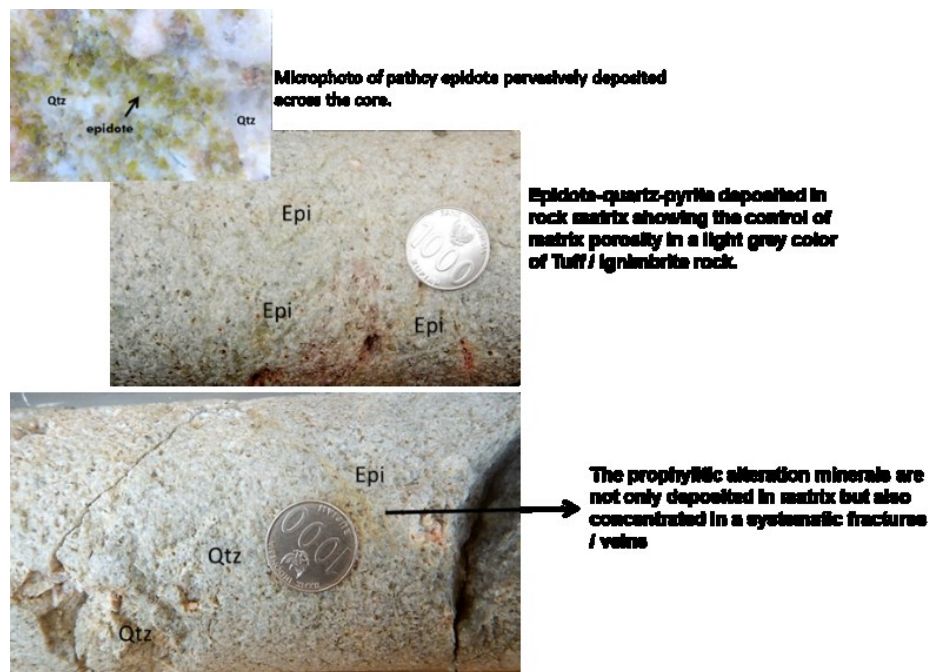 Microphoto of pathcy epidote pervasively deposited
across the core.
Qtz
Qtz
epidote
Epidote-quartz-pyrite deposited in
rock matrix showing the control of
matrix porosity in a light grey color
of Tuff / Ignimbrite rock.
Epi
1000
Epi
Epi
The prophylitic alteration minerals are
not only deposited in matrix but also
concentrated in a systematic fractures
/ veins
Epi
1000
Qtz
Qtz